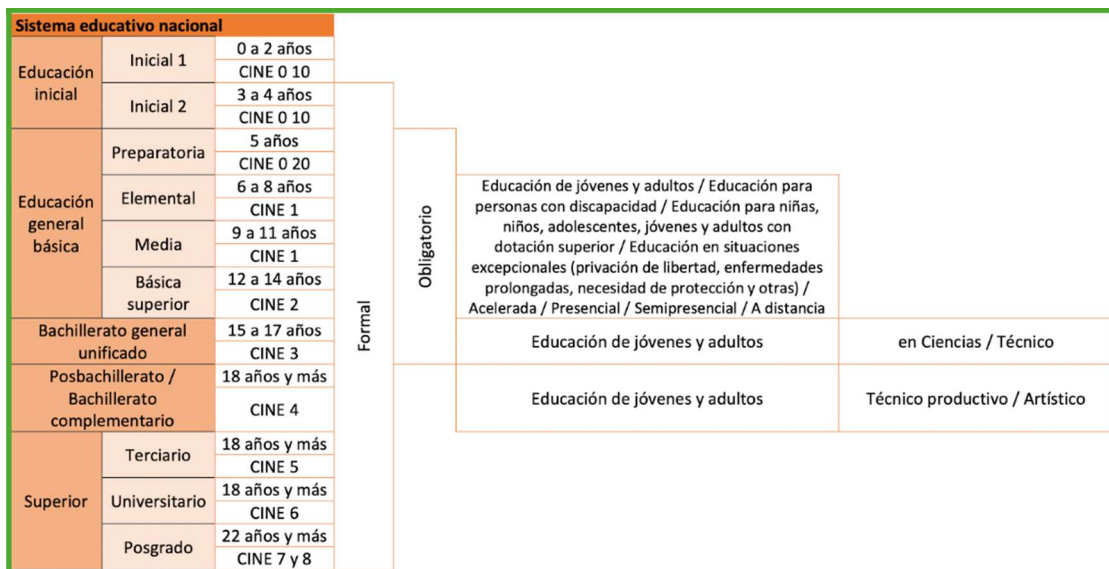 Sistema educativo nacional
Educación
inicial
Inicial 1
0 a 2 años
CINE 0 10
Inicial 2
3 a 4 años
CINE 0 10
Educación
general
básica
Preparatoria
5 años
CINE 0 20
Elemental
6 a 8 años
CINE 1
Media
9 a 11 años
CINE 1
Básica
superior
12 a 14 años
CINE 2
Bachillerato general
unificado
15 a 17 años
CINE 3
Posbachillerato /
Bachillerato
complementario
18 años y más
CINE 4
Superior
Terciario
18 años y más
CINE 5
Universitario
18 años y más
CINE 6
Posgrado
22 años y más
CINE 7 y 8
Formal
Obligatorio
Educación de jóvenes y adultos / Educación para
personas con discapacidad / Educación para niñas,
niños, adolescentes, jóvenes y adultos con
dotación superior / Educación en situaciones
excepcionales (privación de libertad, enfermedades
prolongadas, necesidad de protección y otras) /
Acelerada / Presencial / Semipresencial / A distancia
Educación de jóvenes y adultos
en Ciencias / Técnico
Educación de jóvenes y adultos
Técnico productivo / Artístico